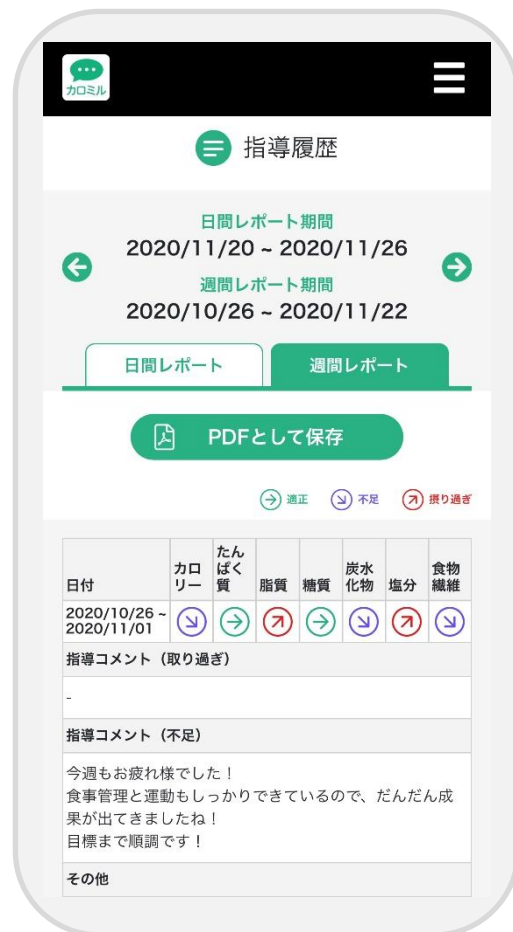 カロミル
指導履歴
日間レポート期間
2020/11/20 ~ 2020/11/26
週間レポート期間
2020/10/26 ~ 2020/11/22
日間レポート 週間レポート
PDFとして保存
適正 不足 摂り過ぎ
日付 カロリー たんぱく質 脂質 糖質 炭水化物 塩分 食物繊維
2020/10/26 ~
2020/11/01
指導コメント（取り過ぎ）
-
指導コメント（不足）
今週もお疲れ様でした！
食事管理と運動もしっかりできているので、だんだん成
果が出てきましたね！
目標まで順調です！
その他